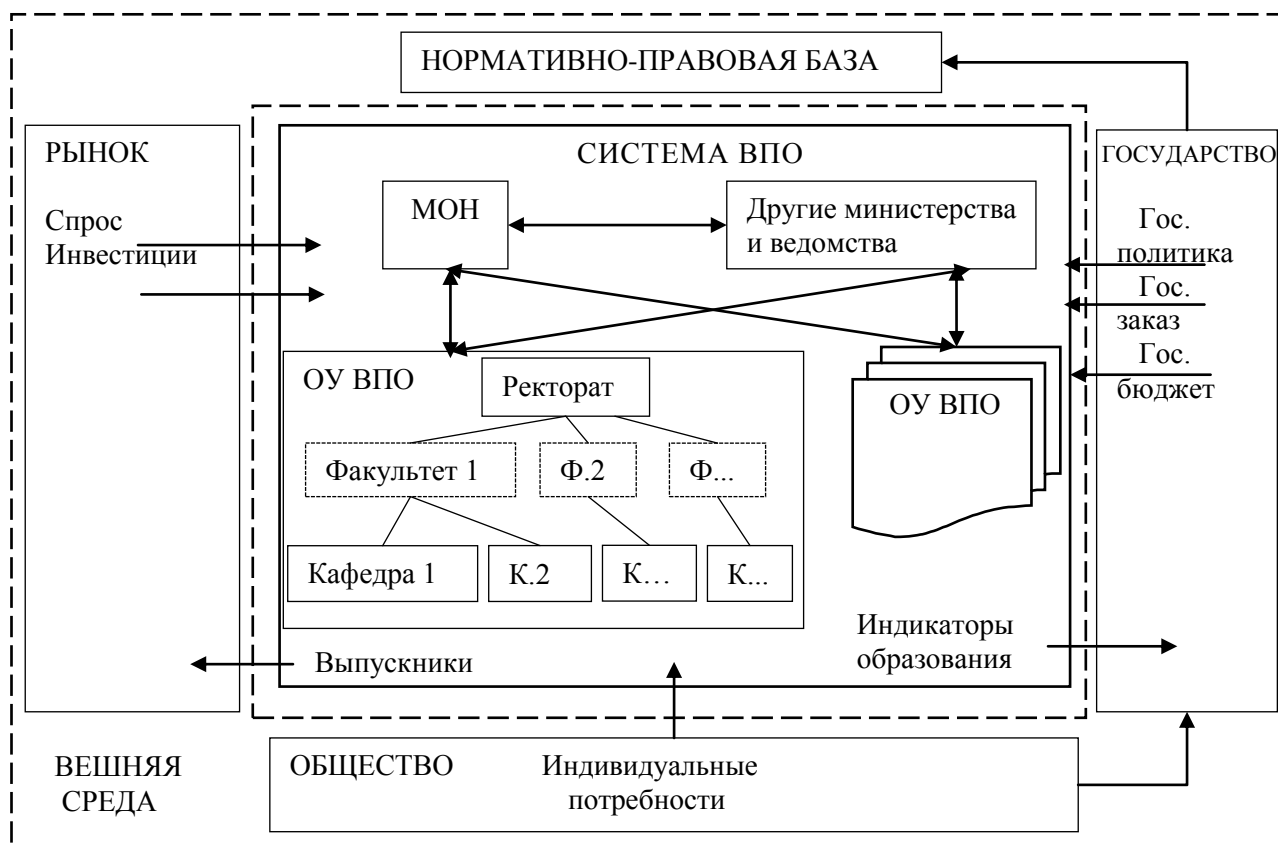 НОРМАТИВНО-ПРАВОВАЯ БАЗА
РЫНОК
Спрос
Инвестиции
СИСТЕМА ВПО
МОН
Другие министерства
и ведомства
ГОСУДАРСТВО
Гос.
политика
Гос.
заказ
Гос.
бюджет
ОУ ВПО
Ректорат
Факультет 1
Ф.2
Ф...
Кафедра 1
К.2
К…
К...
ОУ ВПО
Индикаторы
образования
Выпускники
ВЕШНЯЯ
СРЕДА
ОБЩЕСТВО
Индивидуальные
потребности